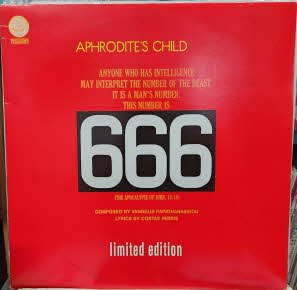 APHRODITE'S CHILD
ANYONE WHO HAS INTELLIGENCE
MAY INTERPRET THE NUMBER OF THE BEAST
IT IS A MAN'S NUMBER.
THIS NUMBER IS
666
(THE APOCALYPSE OF JOHN, 13/18)
COMPOSED BY VANGELIS PAPATHANASSIOU
LYRICS BY COSTAS FERRIS
limited edition